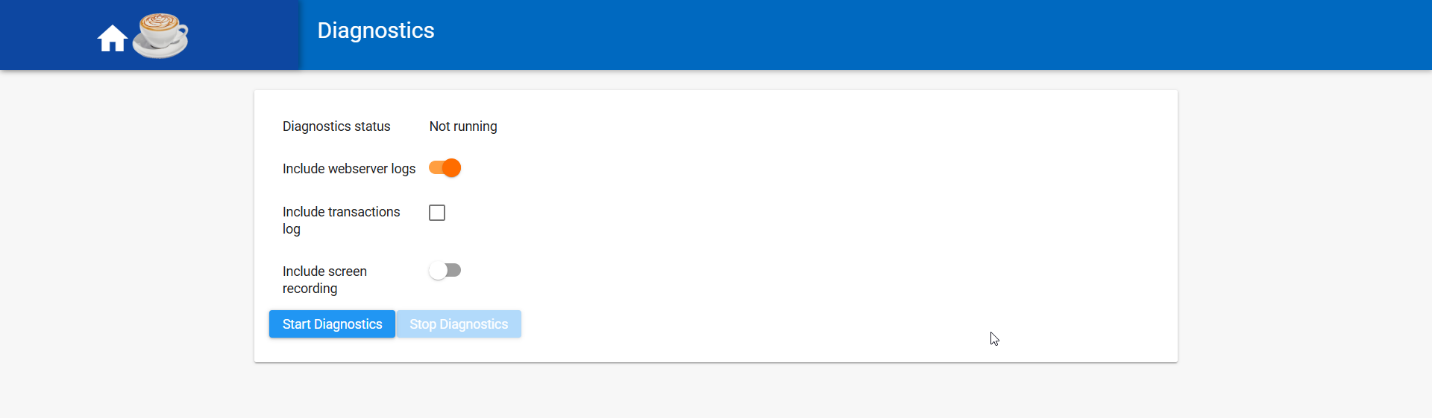 Diagnostics
Diagnostics status Not running
Include webserver logs
Include transactions
log
Include screen
recording
Start Diagnostics Stop Diagnostics